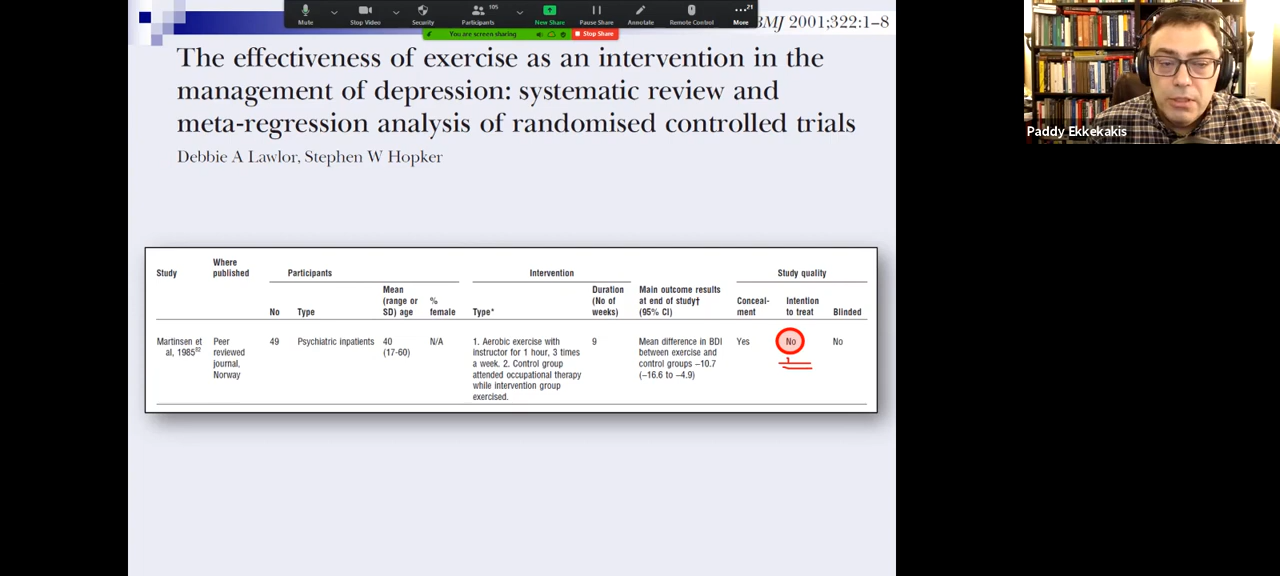 Mute
Stop Video
Security
105
Participants
New Share
Pause Share
Annotate
Remote Control
21
More
You are screen sharing
Stop Share
BMJ 2001;322:1–8
The effectiveness of exercise as an intervention in the
management of depression: systematic review and
meta-regression analysis of randomised controlled trials
Debbie A Lawlor, Stephen W Hopker
Paddy Ekkekakis
Study
Where
published
Participants
Intervention
Study quality
No
Type
Mean
(range or
SD) age
%
female
Type*
Duration
(No of
weeks)
Main outcome results
at end of study†
(95% CI)
Conceal-
ment
Intention
to treat
Blinded
Martinsen et
al, 1985
Peer
reviewed
journal,
Norway
49
Psychiatric inpatients
40
(17-60)
N/A
1. Aerobic exercise with
instructor for 1 hour, 3 times
a week. 2. Control group
attended occupational therapy
while intervention group
exercised.
9
Mean difference in BDI
between exercise and
control groups –10.7
(–16.6 to –4.9)
Yes
No
No